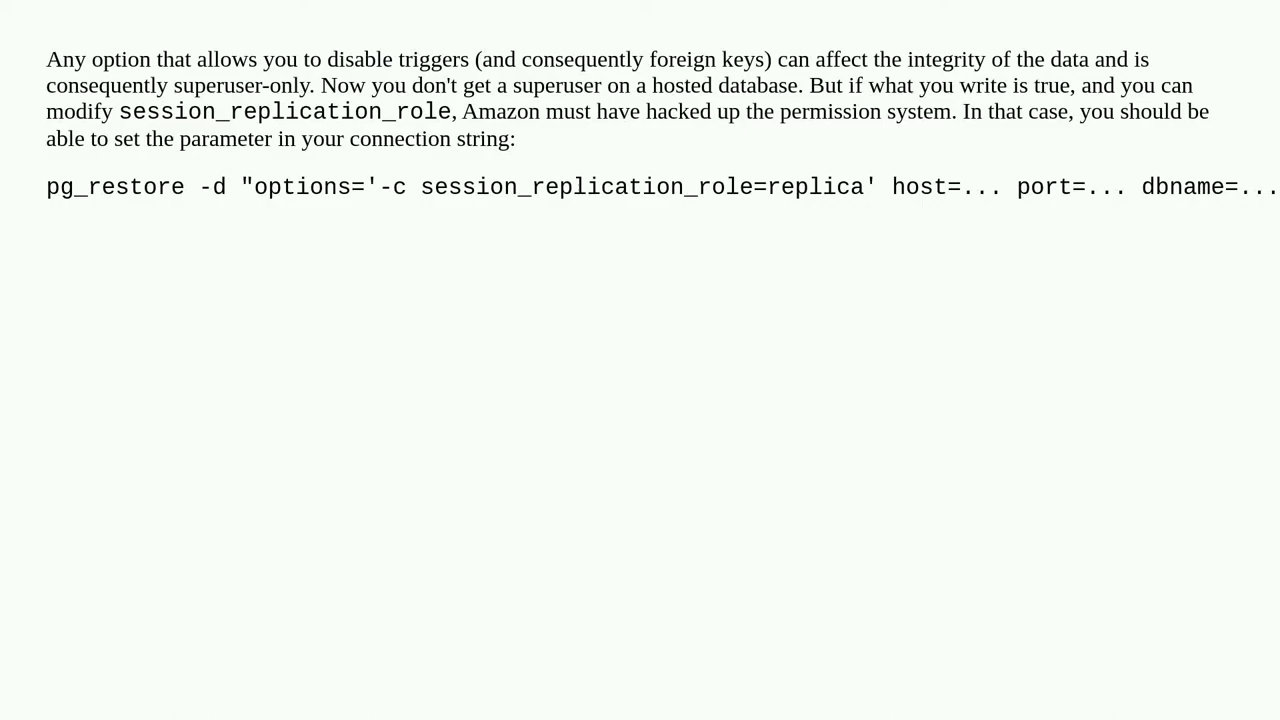 Any option that allows you to disable triggers (and consequently foreign keys) can affect the integrity of the data and is
consequently superuser-only. Now you don't get a superuser on a hosted database. But if what you write is true, and you can
modify session_replication_role, Amazon must have hacked up the permission system. In that case, you should be
able to set the parameter in your connection string:
pg_restore -d "options='-c session_replication_role=replica' host=... port=... dbname=...